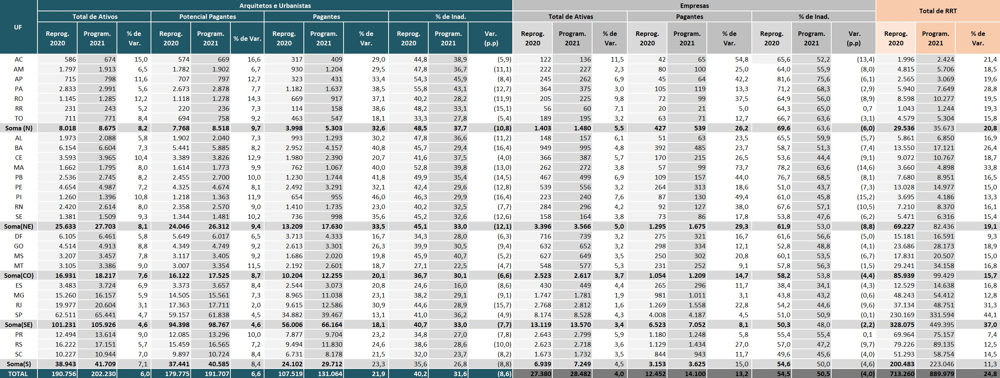 Arquitetos e Urbanistas Empresas Total de RRT
UF Total de Ativos Potencial Pagantes Pagantes % de Inad. Total de Ativas Pagantes % de Inad.
Reprog. 2020 Program. 2021 % de Var. Reprog. 2020 Program. 2021 % de Var. Reprog. 2020 Program. 2021 % de Var. Reprog. 2020 Program. 2021 Var. (p.p) Reprog. 2020 Program. 2021 % de Var. Reprog. 2020 Program. 2021 % de Var. Reprog. 2020 Program. 2021 Var. (p.p) Reprog. 2020 Program. 2021 % de Var.
AC 586 674 15,0 574 669 16,6 317 409 29,0 44,8 38,9 (5,9) 122 136 11,5 42 65 54,8 65,6 52,2 (13,4) 1.996 2.424 21,4
AM 1.797 1.913 6,5 1.782 1.902 6,7 930 1.204 29,5 47,8 36,7 (11,1) 222 227 2,3 80 100 25,0 64,0 55,9 (8,0) 4.815 5.706 18,5
AP 715 798 11,6 707 797 12,7 323 431 33,4 54,3 45,9 (8,4) 245 262 6,9 45 64 42,2 81,6 75,6 (6,1) 2.565 3.069 19,6
PA 2.833 2.991 5,6 2.673 2.878 7,7 1.182 1.637 38,5 55,8 43,1 (12,7) 364 375 3,0 105 119 13,3 71,2 68,3 (2,9) 5.940 7.649 28,8
RO 1.145 1.285 12,2 1.118 1.278 14,3 669 917 37,1 40,2 28,2 (11,9) 205 225 9,8 72 99 37,5 64,9 56,0 (8,9) 8.598 10.277 19,5
RR 231 243 5,2 220 236 7,3 114 158 38,6 48,2 33,1 (15,1) 56 60 7,1 20 21 5,0 64,3 65,0 0,7 1.043 1.244 19,3
TO 711 771 8,4 694 758 9,2 463 547 18,1 33,3 27,8 (5,4) 189 195 3,2 63 71 12,7 66,7 63,6 (3,1) 4.579 5.304 15,8
Soma (N) 8.018 8.675 8,2 7.768 8.518 9,7 3.998 5.303 32,6 48,5 37,7 (10,8) 1.403 1.480 5,5 427 539 26,2 69,6 63,6 (6,0) 29.536 35.673 20,8
AL 1.973 2.088 5,8 1.902 2.040 7,3 993 1.293 30,2 47,8 36,6 (11,2) 148 157 6,1 51 63 23,5 65,5 59,9 (5,7) 5.861 6.850 16,9
BA 6.154 6.604 7,3 5.441 5.885 8,2 2.952 4.157 40,8 45,7 29,4 (16,4) 949 995 4,8 392 485 23,7 58,7 51,3 (7,4) 13.550 17.121 26,4
CE 3.593 3.965 10,4 3.389 3.826 12,9 1.980 2.390 20,7 41,6 37,5 (4,0) 366 387 5,7 170 215 26,5 53,6 44,4 (9,1) 9.072 10.767 18,7
MA 1.662 1.795 8,0 1.614 1.773 9,9 762 1.067 40,0 52,8 39,8 (13,0) 262 272 3,8 57 99 73,7 78,2 63,6 (14,6) 3.660 4.898 33,8
PB 2.536 2.745 8,2 2.455 2.700 10,0 1.230 1.744 41,8 49,9 35,4 (14,5) 467 499 6,9 109 157 44,0 76,7 68,5 (8,1) 7.680 8.951 16,5
PE 4.654 4.987 7,2 4.325 4.674 8,1 2.492 3.291 32,1 42,4 29,6 (12,8) 539 556 3,2 264 313 18,6 51,0 43,7 (7,3) 13.028 14.977 15,0
PI 1.260 1.396 10,8 1.218 1.363 11,9 654 955 46,0 46,3 29,9 (16,4) 223 240 7,6 87 130 49,4 61,0 45,8 (15,2) 3.695 4.186 13,3
RN 2.420 2.614 8,0 2.358 2.570 9,0 1.410 1.735 23,0 40,2 32,5 (7,7) 284 296 4,2 92 127 38,0 67,6 57,1 (10,5) 7.210 8.370 16,1
SE 1.381 1.509 9,3 1.344 1.481 10,2 736 998 35,6 45,2 32,6 (12,6) 158 164 3,8 73 86 17,8 53,8 47,6 (6,2) 5.471 6.316 15,4
Soma(NE) 25.633 27.703 8,1 24.046 26.312 9,4 13.209 17.630 33,5 45,1 33,0 (12,1) 3.396 3.566 5,0 1.295 1.675 29,3 61,9 53,0 (8,8) 69.227 82.436 19,1
DF 6.105 6.461 5,8 5.649 6.017 6,5 3.713 4.333 16,7 34,3 28,0 (6,3) 716 739 3,2 275 321 16,7 61,6 56,6 (5,0) 15.181 16.591 9,3
GO 4.514 4.913 8,8 4.349 4.749 9,2 2.613 3.301 26,3 39,9 30,5 (9,4) 632 652 3,2 298 334 12,1 52,8 48,8 (4,1) 23.686 28.173 18,9
MS 3.207 3.457 7,8 3.117 3.405 9,2 1.686 2.020 19,8 45,9 40,7 (5,2) 627 649 3,5 250 302 20,8 60,1 53,5 (6,7) 17.831 20.507 15,0
MT 3.105 3.386 9,0 3.007 3.354 11,5 2.192 2.601 18,7 27,1 22,5 (4,7) 548 577 5,3 231 252 9,1 57,8 56,3 (1,5) 29.241 34.158 16,8
Soma(CO) 16.931 18.217 7,6 16.122 17.525 8,7 10.204 12.255 20,1 36,7 30,1 (6,6) 2.523 2.617 3,7 1.054 1.209 14,7 58,2 53,8 (4,4) 85.939 99.429 15,7
ES 3.483 3.724 6,9 3.373 3.657 8,4 2.544 3.073 20,8 24,6 16,0 (8,6) 430 449 4,4 265 296 11,7 38,4 34,1 (4,3) 12.529 14.638 16,8
MG 15.260 16.157 5,9 14.505 15.561 7,3 8.965 11.038 23,1 38,2 29,1 (9,1) 1.747 1.781 1,9 981 1.011 3,1 43,8 43,2 (0,6) 48.243 54.412 12,8
RJ 19.977 20.604 3,1 17.363 17.711 2,0 9.615 12.586 30,9 44,6 28,9 (15,7) 2.768 2.812 1,6 1.269 1.558 22,8 54,2 44,6 (9,6) 37.134 48.751 31,3
SP 62.511 65.441 4,7 59.157 61.838 4,5 34.882 39.467 13,1 41,0 36,2 (4,9) 8.174 8.528 4,3 4.008 4.187 4,5 51,0 50,9 (0,1) 230.169 331.594 44,1
Soma(SE) 101.231 105.926 4,6 94.398 98.767 4,6 56.006 66.164 18,1 40,7 33,0 (7,7) 13.119 13.570 3,4 6.523 7.052 8,1 50,3 48,0 (2,2) 328.075 449.395 37,0
PR 12.494 13.614 9,0 12.085 13.296 10,0 7.877 9.704 23,2 34,8 27,0 (7,8) 2.643 2.799 5,9 1.180 1.248 5,8 55,4 55,4 0,1 69.964 75.157 7,4
RS 16.222 17.151 5,7 15.459 16.565 7,2 9.494 11.830 24,6 38,6 28,6 (10,0) 2.623 2.718 3,6 1.129 1.434 27,0 57,0 47,2 (9,7) 79.226 89.135 12,5
SC 10.227 10.944 7,0 9.897 10.724 8,4 6.731 8.178 21,5 32,0 23,7 (8,2) 1.673 1.732 3,5 844 943 11,7 49,6 45,6 (4,0) 51.293 58.754 14,5
Soma(S) 38.943 41.709 7,1 37.441 40.585 8,4 24.102 29.712 23,3 35,6 26,8 (8,8) 6.939 7.249 4,5 3.153 3.625 15,0 54,6 50,0 (4,6) 200.483 223.046 11,3
TOTAL 190.756 202.230 6,0 179.775 191.707 6,6 107.519 131.064 21,9 40,2 31,6 (8,6) 27.380 28.482 4,0 12.452 14.100 13,2 54,5 50,5 (4,0) 713.260 889.979 24,8